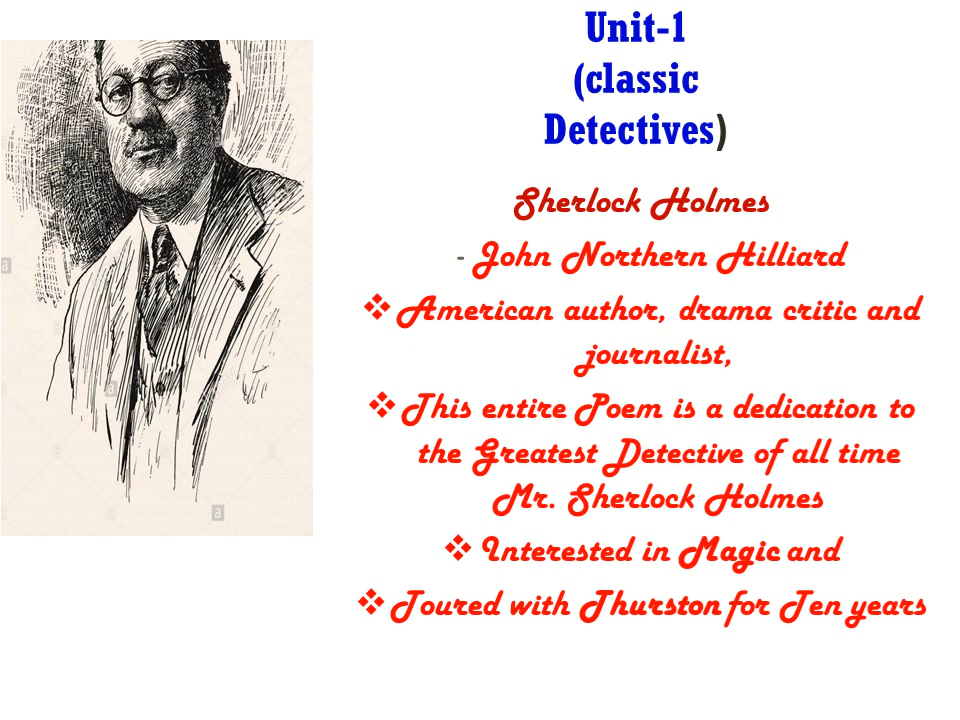 Unit-1
(classic
Detectives)
Sherlock Holmes
- John Northern Hilliard
❖ American author, drama critic and
journalist,
❖ This entire Poem is a dedication to
the Greatest Detective of all time
Mr. Sherlock Holmes
❖ Interested in Magic and
❖ Toured with Thurston for Ten years
a
a
a